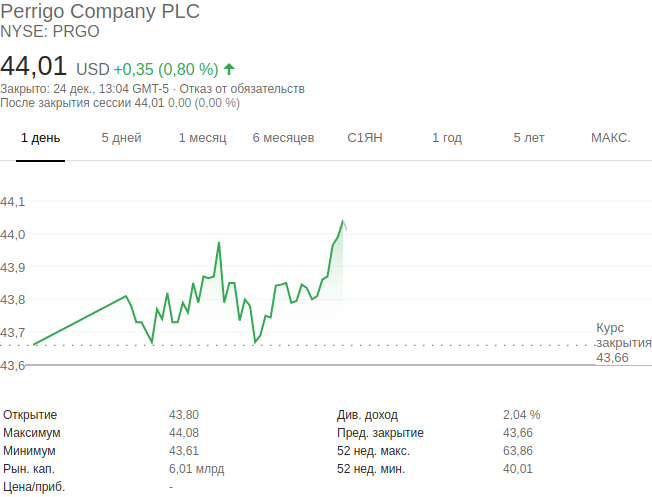 Perrigo Company PLC
NYSE: PRGO
44,01 USD +0,35 (0,80 %)
Закрыто: 24 дек., 13:04 GMT-5 · Отказ от обязательств
После закрытия сессии 44,01 0,00 (0,00 %)
1 день 5 дней 1 месяц 6 месяцев С1ЯН 1 год 5 лет МАКС.
44,1
44,0
43,9
43,8
43,7
43,6
Курс
закрытия
43,66
Открытие 43,80 Див. доход 2,04 %
Максимум 44,08 Пред. закрытие 43,66
Минимум 43,61 52 нед. макс. 63,86
Рын. кап. 6,01 млрд 52 нед. мин. 40,01
Цена/приб. -